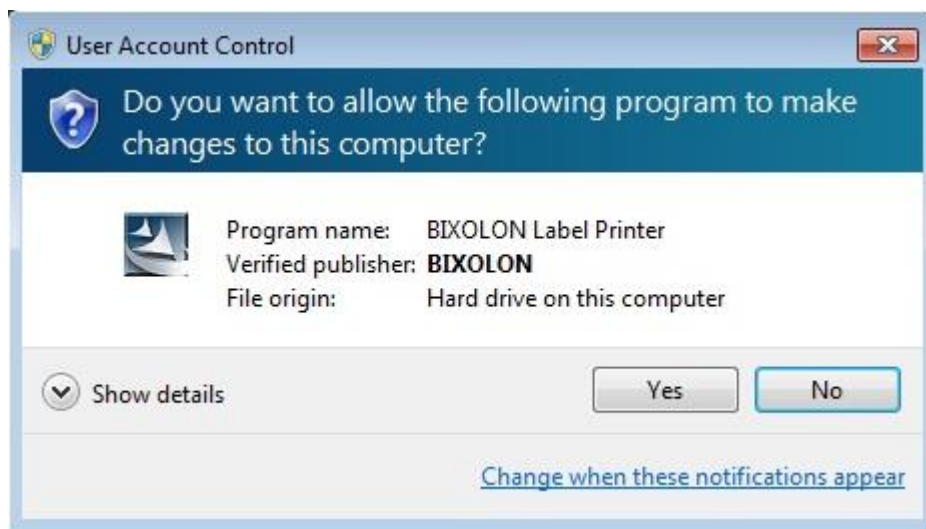 User Account Control
Do you want to allow the following program to make
changes to this computer?
Program name: BIXOLON Label Printer
Verified publisher: BIXOLON
File origin: Hard drive on this computer
Show details
Yes
No
Change when these notifications appear